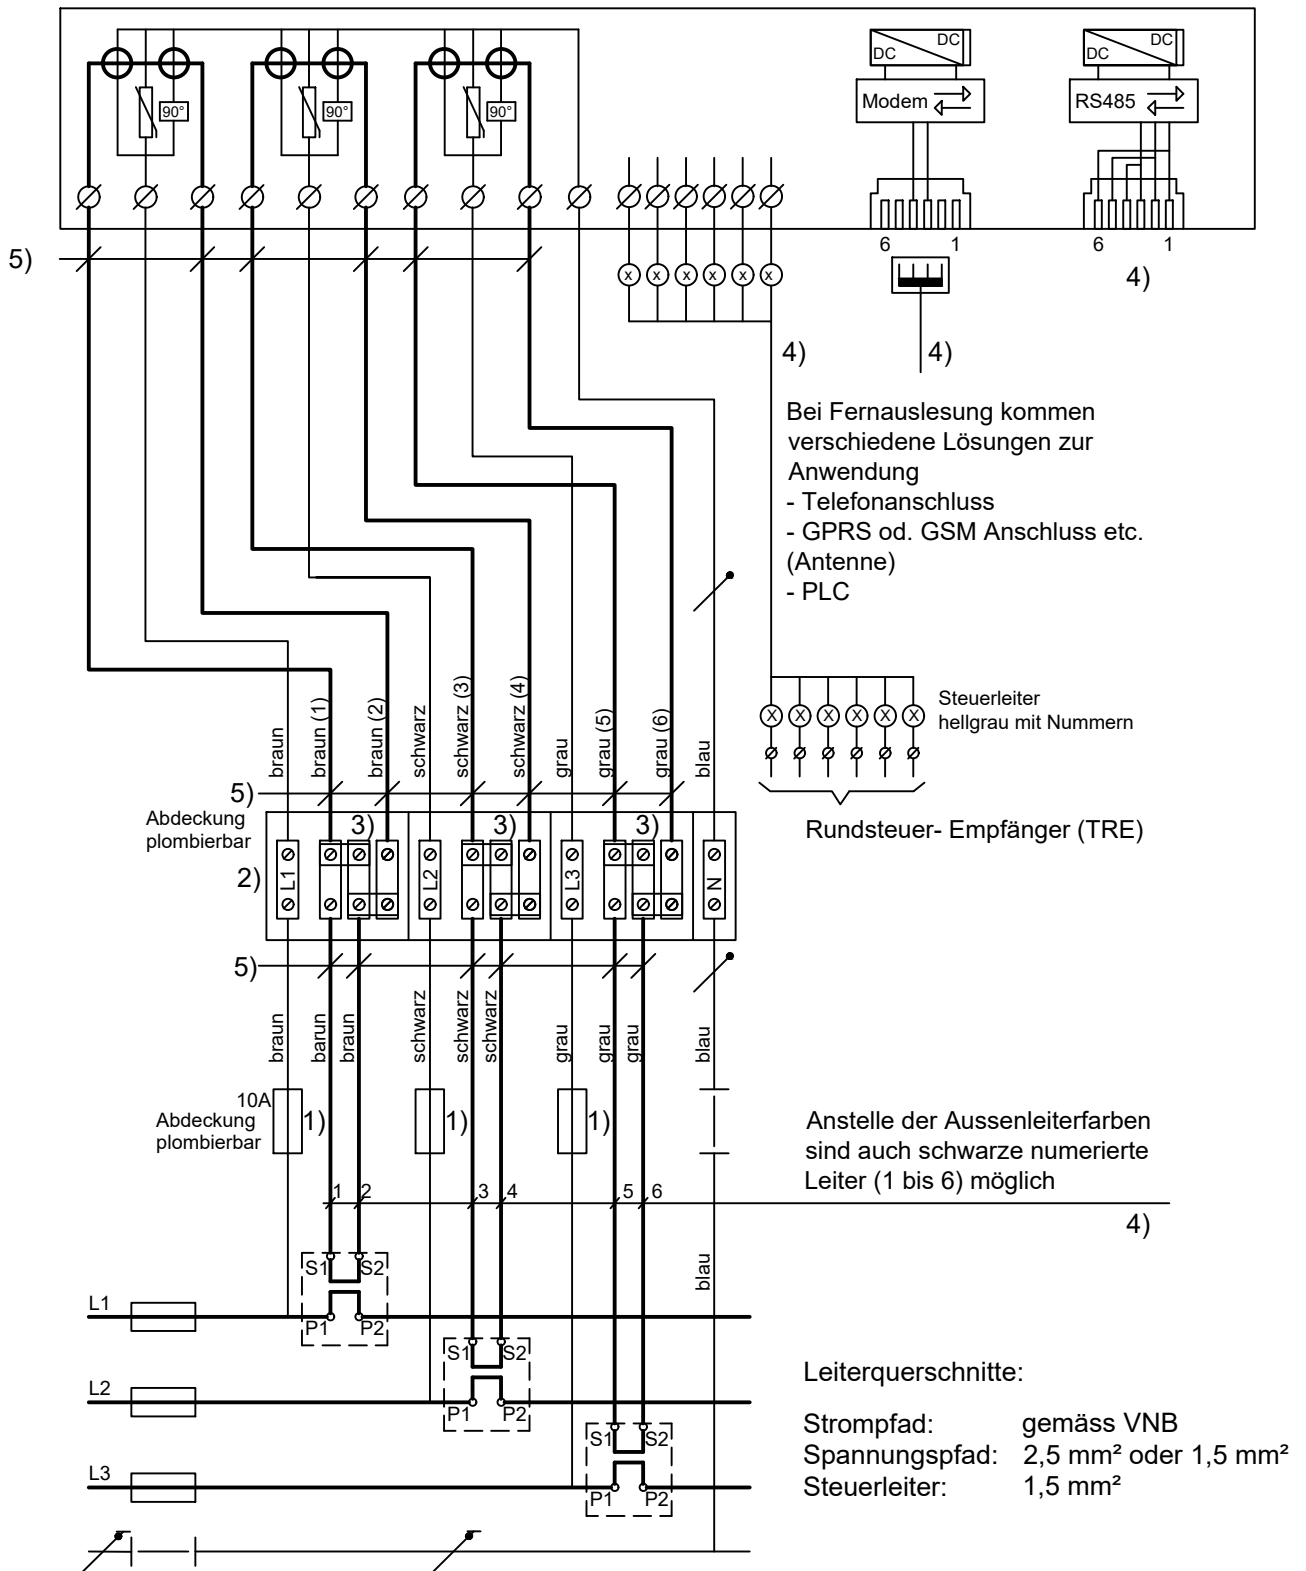 DC DC
DC DC
90° 90° 90°
Modem
RS485
6 1
6 1
5)
x x x x x x
4)
4) 4)
Bei Fernauslesung kommen
verschiedene Lösungen zur
Anwendung
- Telefonanschluss
- GPRS od. GSM Anschluss etc.
(Antenne)
- PLC
Steuerleiter
hellgrau mit Nummern
X X X X X X
Rundsteuer- Empfänger (TRE)
braun
braun (1)
braun (2)
schwarz
schwarz (3)
schwarz (4)
grau
grau (5)
grau (6)
blau
5)
Abdeckung
plombierbar
3) 3) 3)
2)
L1 L2 L3 N
5)
braun
barun
braun
schwarz
schwarz
schwarz
grau
grau
grau
blau
10A
Abdeckung
plombierbar
1) 1) 1)
Anstelle der Aussenleiterfarben
sind auch schwarze numerierte
Leiter (1 bis 6) möglich
1 2 3 4 5 6
4)
blau
S1 S2
L1
P1 P2
S1 S2
L2
P1 P2
S1 S2
L3
P1 P2
Leiterquerschnitte:
Strompfad: gemäss VNB
Spannungspfad: 2,5 mm² oder 1,5 mm²
Steuerleiter: 1,5 mm²